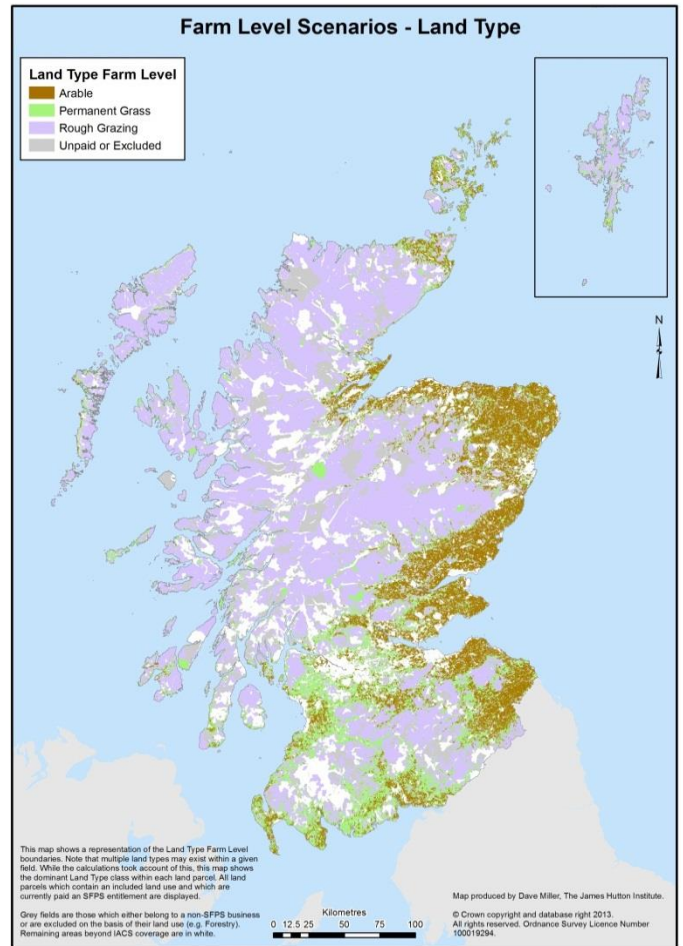 Farm Level Scenarios - Land Type
Land Type Farm Level
Arable
Permanent Grass
Rough Grazing
Unpaid or Excluded
N
This map shows a representation of the Land Type Farm Level
boundaries. Note that multiple land types may exist within a given
field. While the calculations took account of this, this map shows
the dominant Land Type class within each land parcel. All land
parcels which contain an included land use and which are
currently paid an SFPS entitlement are displayed.
Grey fields are those which either belong to a non-SFPS business
or are excluded on the basis of their land use (e.g. Forestry).
Remaining areas beyond IACS coverage are in white.
Kilometres
0 12.5 25 50 75 100
Map produced by Dave Miller, The James Hutton Institute.
© Crown copyright and database right 2013.
All rights reserved. Ordnance Survey Licence Number
100019294.